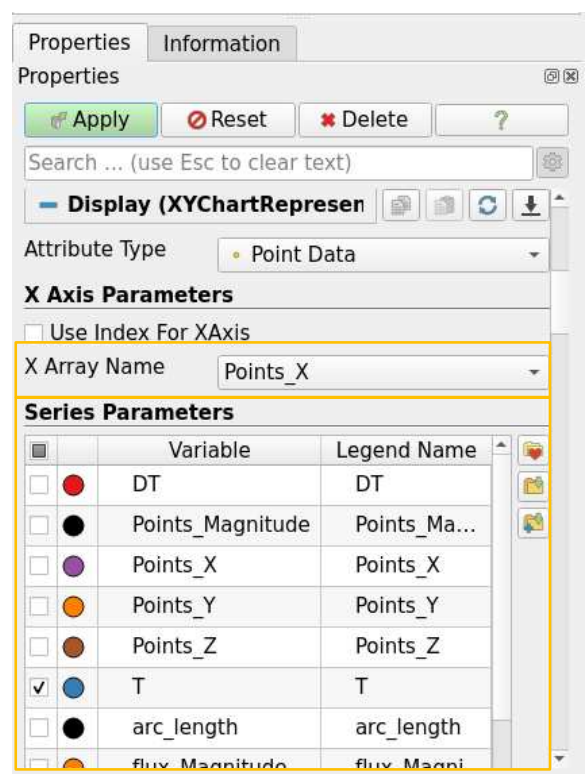 Properties Information
Properties
Apply Reset Delete ?
Search ... (use Esc to clear text)
Display (XYChartRepresen
Attribute Type Point Data
X Axis Parameters
Use Index For XAxis
X Array Name Points_X
Series Parameters
Variable Legend Name
DT DT
Points_Magnitude Points_Ma...
Points_X Points_X
Points_Y Points_Y
Points_Z Points_Z
T T
arc_length arc_length
flux_Magnitude flux_Magni